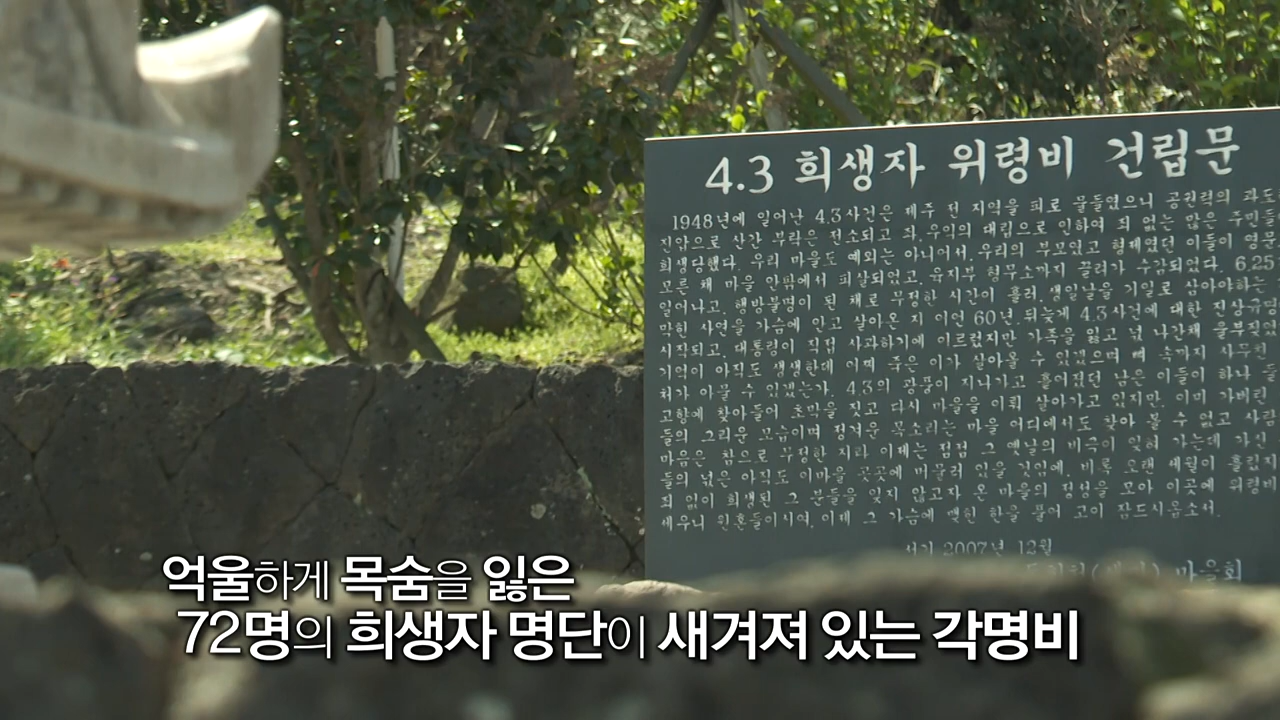 4.3 희생자 위령비 건립문
1948년에 일어난 4.3사건은 제주 전 지역을 피로 물들였으니 공권력의 과도
진압으로 산간 부락은 전소되고 좌.우익의 대립으로 인하여 죄 없는 많은 주민들
희생당했다. 우리 마을도 예외는 아니어서, 우리의 부모였고 형제였던 이들이 영문
모른 채 마을 안팎에서 피살되었고, 육지부 형무소까지 끌려가 수감되었다. 6.25
일어나고, 행방불명이 된 채로 무정한 시간이 흘러, 생일날을 기일로 삼아야하는
막힌 사연을 가슴에 안고 살아온 지 어언 60년. 뒤늦게 4.3사건에 대한 진상규명
시작되고, 대통령이 직접 사과하기에 이르렀지만 가족을 잃고 넋 나간채 울부짖었
기억이 아직도 생생한데 어찌 죽은 이가 살아올 수 있겠으며 뼈 속까지 사무친
처가 아물 수 있겠는가. 4.3의 광풍이 지나가고 흩어졌던 남은 이들이 하나 둘
고향에 찾아들어 초막을 짓고 다시 마을을 이뤄 살아가고 있지만, 이미 가버린
들의 그리운 모습이며 정겨운 목소리는 마을 어디에서도 찾아 볼 수 없고 사람
마음은 참으로 무정한 지라 이제는 점점 그 옛날의 비극이 잊혀 가는데 가신
들의 넋은 아직도 이마을 곳곳에 머물러 있을 것임에, 비록 오랜 세월이 흘렀지
죄 없이 희생된 그 분들을 잊지 않고자 온 마을의 정성을 모아 이곳에 위령비
세우니 원혼들이시여, 이제 그 가슴에 맺힌 한을 풀어 고이 잠드시옵소서.
서기 2007년 12월
마을회
억울하게 목숨을 잃은
72명의 희생자 명단이 새겨져 있는 각명비